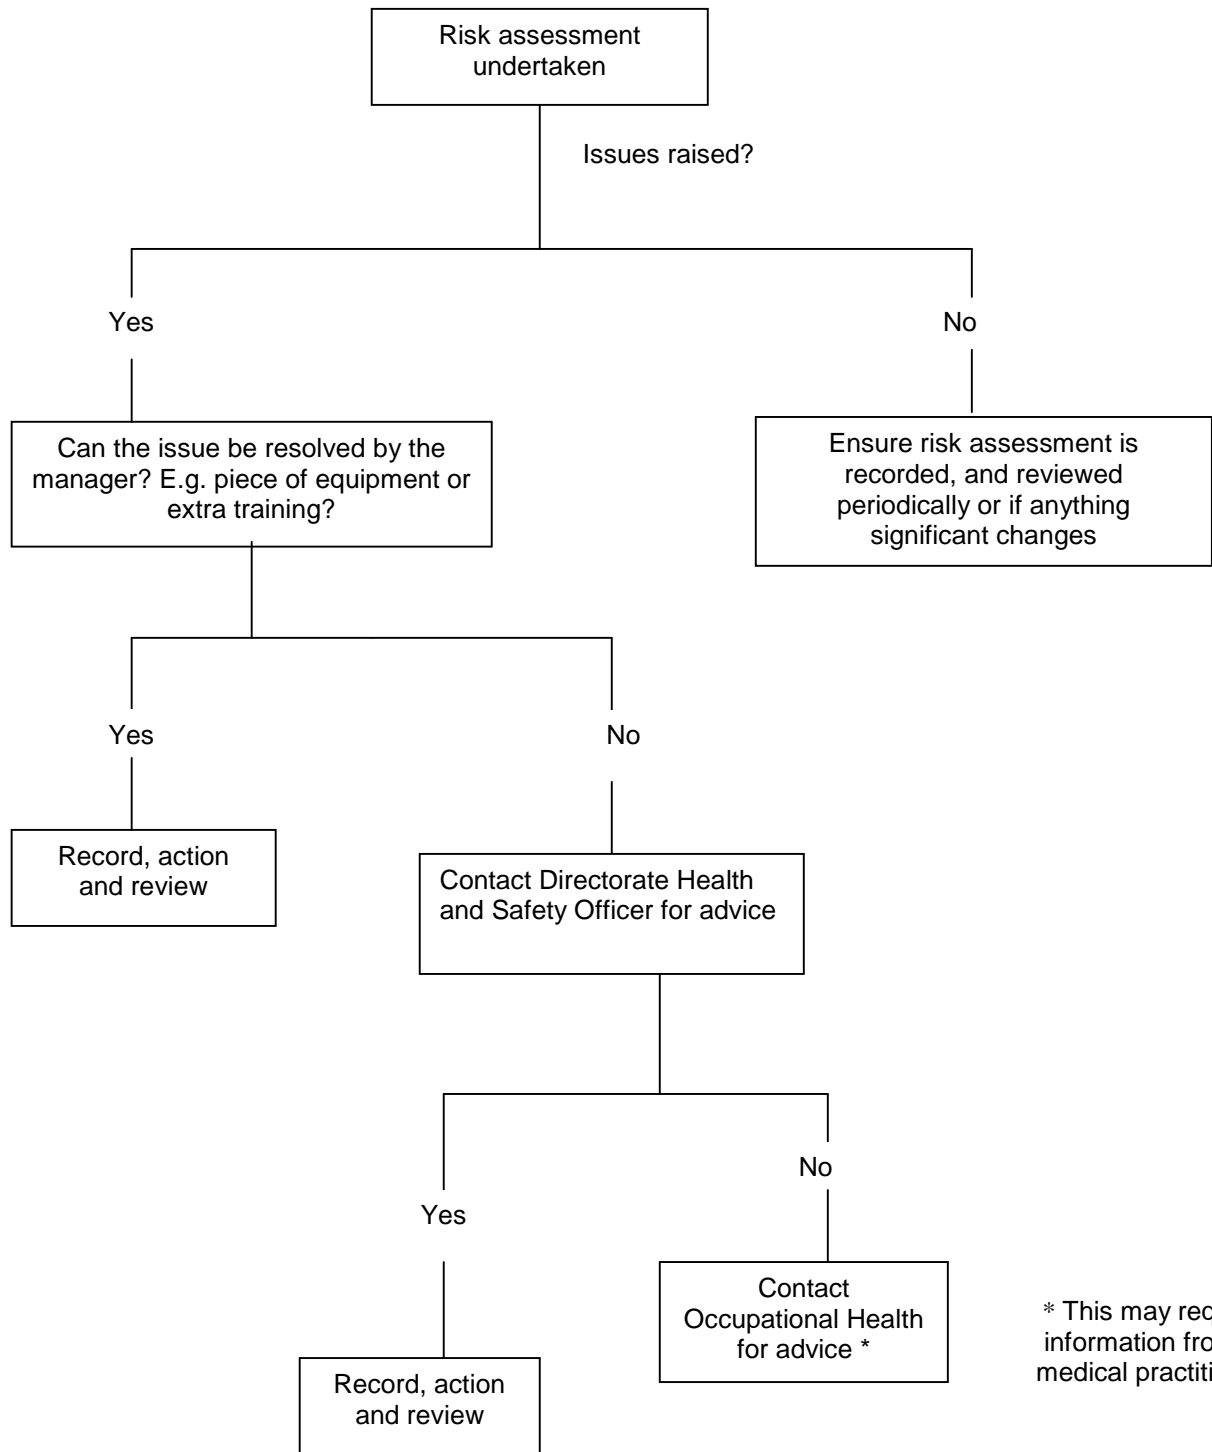 Risk assessment
undertaken
Issues raised?
Yes
No
Can the issue be resolved by the
manager? E.g. piece of equipment or
extra training?
Ensure risk assessment is
recorded, and reviewed
periodically or if anything
significant changes
Yes
No
Record, action
and review
Contact Directorate Health
and Safety Officer for advice
No
Yes
Contact
Occupational Health
for advice *
* This may
information
medical
Record, action
and review